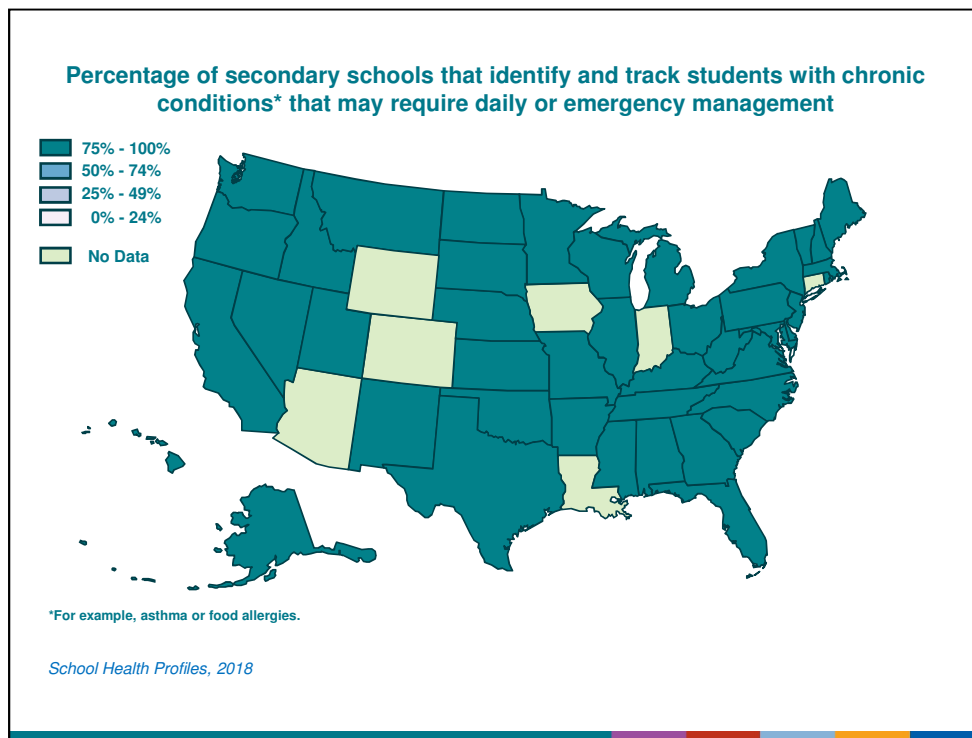 Percentage of secondary schools that identify and track students with chronic
conditions* that may require daily or emergency management
75% - 100%
50% - 74%
25% - 49%
0% - 24%
No Data
*For example, asthma or food allergies.
School Health Profiles, 2018